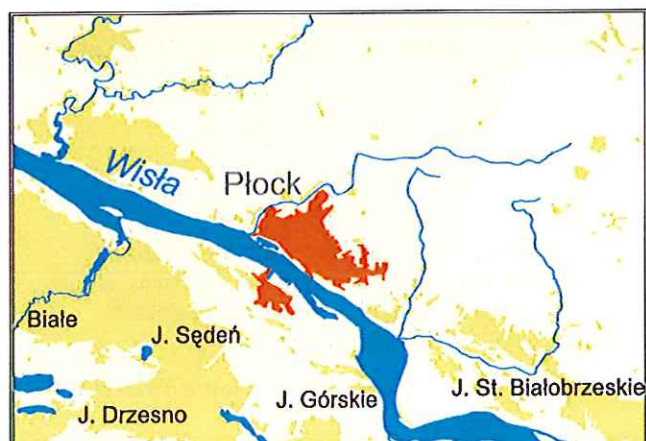 Wisła
Płock
Białe
J. Sędeń
J. Górskie
J. St. Białobrzeskie
J. Drzesno